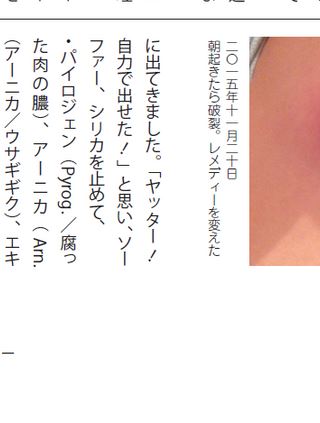 二〇一五年十一月二十日
朝起きたら破裂。レメディーを変えた
に出てきました。「ヤッター！
自力で出せた！」と思い、ソー
ファー、シリカを止めて、
・パイロジェン（Pyrog.／腐っ
た肉の膿）、アーニカ（Arn.
（アーニカ／ウサギギク）、エキ